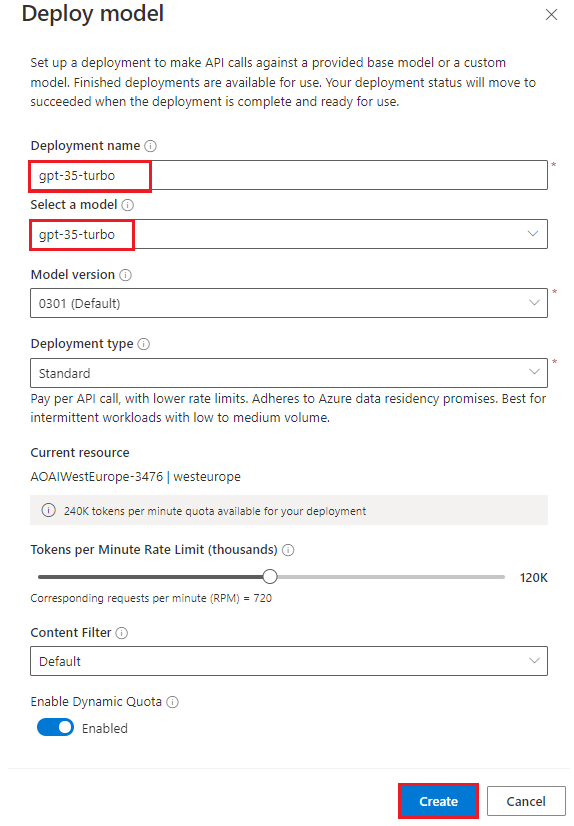 Deploy model
Set up a deployment to make API calls against a provided base model or a custom
model. Finished deployments are available for use. Your deployment status will move to
succeeded when the deployment is complete and ready for use.
Deployment name
gpt-35-turbo
*
Select a model
gpt-35-turbo
Model version
0301 (Default)
*
Deployment type
Standard
*
Pay per API call, with lower rate limits. Adheres to Azure data residency promises. Best for
intermittent workloads with low to medium volume.
Current resource
AOAIWestEurope-3476 | westeurope
240K tokens per minute quota available for your deployment
Tokens per Minute Rate Limit (thousands)
120K
Corresponding requests per minute (RPM) = 720
Content Filter
Default
Enable Dynamic Quota
Enabled
Create
Cancel